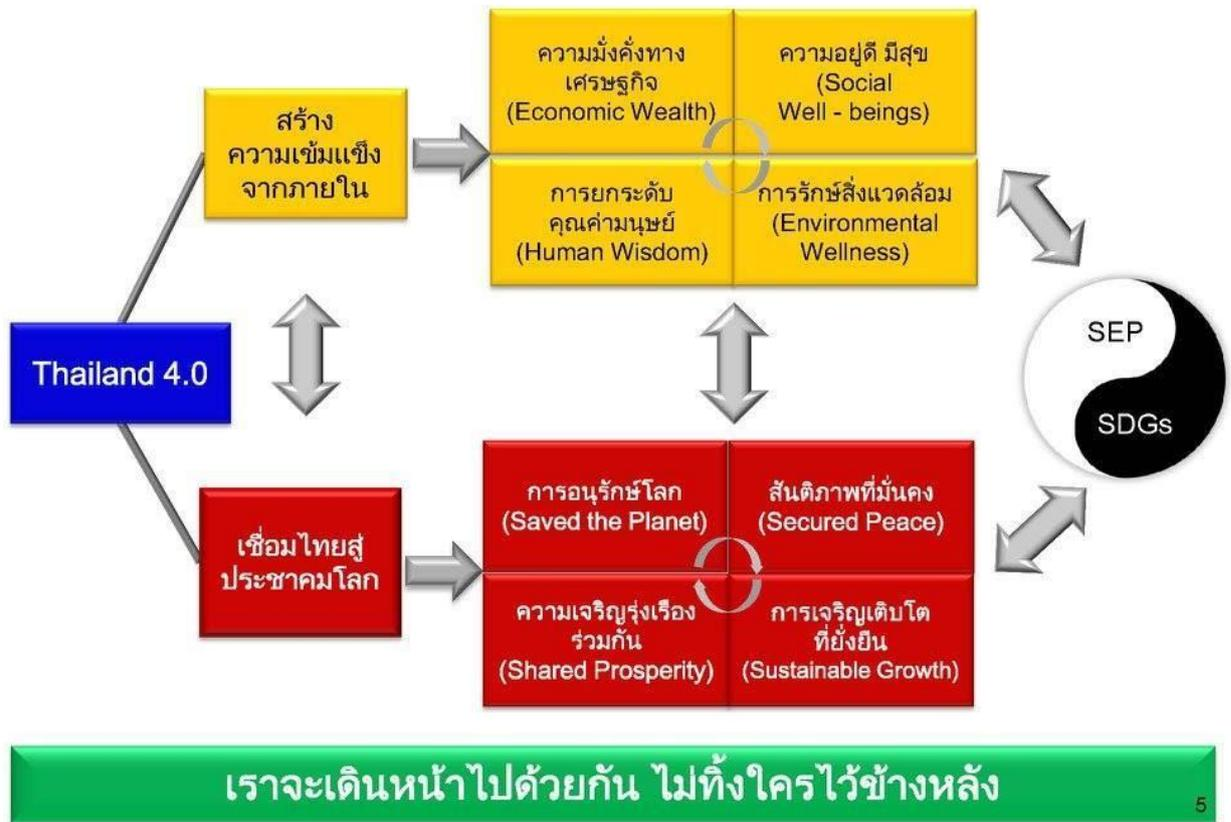 ความมั่งคั่งทาง
เศรษฐกิจ
(Economic Wealth)
ความอยู่ดี มีสุข
(Social
Well - beings)
สร้าง
ความเข้มแข็ง
จากภายใน
การยกระดับ
คุณค่ามนุษย์
(Human Wisdom)
การรักษ์สิ่งแวดล้อม
(Environmental
Wellness)
Thailand 4.0
SEP
SDGs
การอนุรักษ์โลก
(Saved the Planet)
สันติภาพที่มั่นคง
(Secured Peace)
เชื่อมไทยสู่
ประชาคมโลก
ความเจริญรุ่งเรือง
ร่วมกัน
(Shared Prosperity)
การเจริญเติบโต
ที่ยั่งยืน
(Sustainable Growth)
เราจะเดินหน้าไปด้วยกัน ไม่ทิ้งใครไว้ข้างหลัง
5